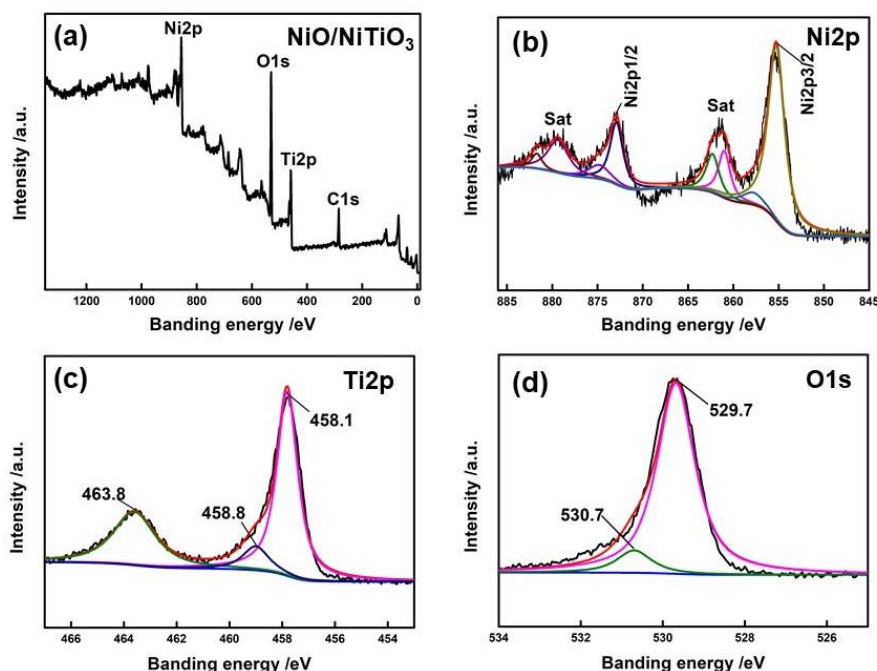 (a)
NiO/NiTiO₃
Ni2p
O1s
Ti2p
C1s
Intensity /a.u.
1200 1000 800 600 400 200 0
Banding energy /eV
(b)
Ni2p
Sat
Ni2p1/2
Sat
Ni2p3/2
Intensity /a.u.
885 880 875 870 865 860 855 850 845
Banding energy /eV
(c)
Ti2p
463.8
458.8
458.1
Intensity /a.u.
466 464 462 460 458 456 454
Banding energy /eV
(d)
O1s
529.7
530.7
Intensity /a.u.
534 532 530 528 526
Banding energy /eV